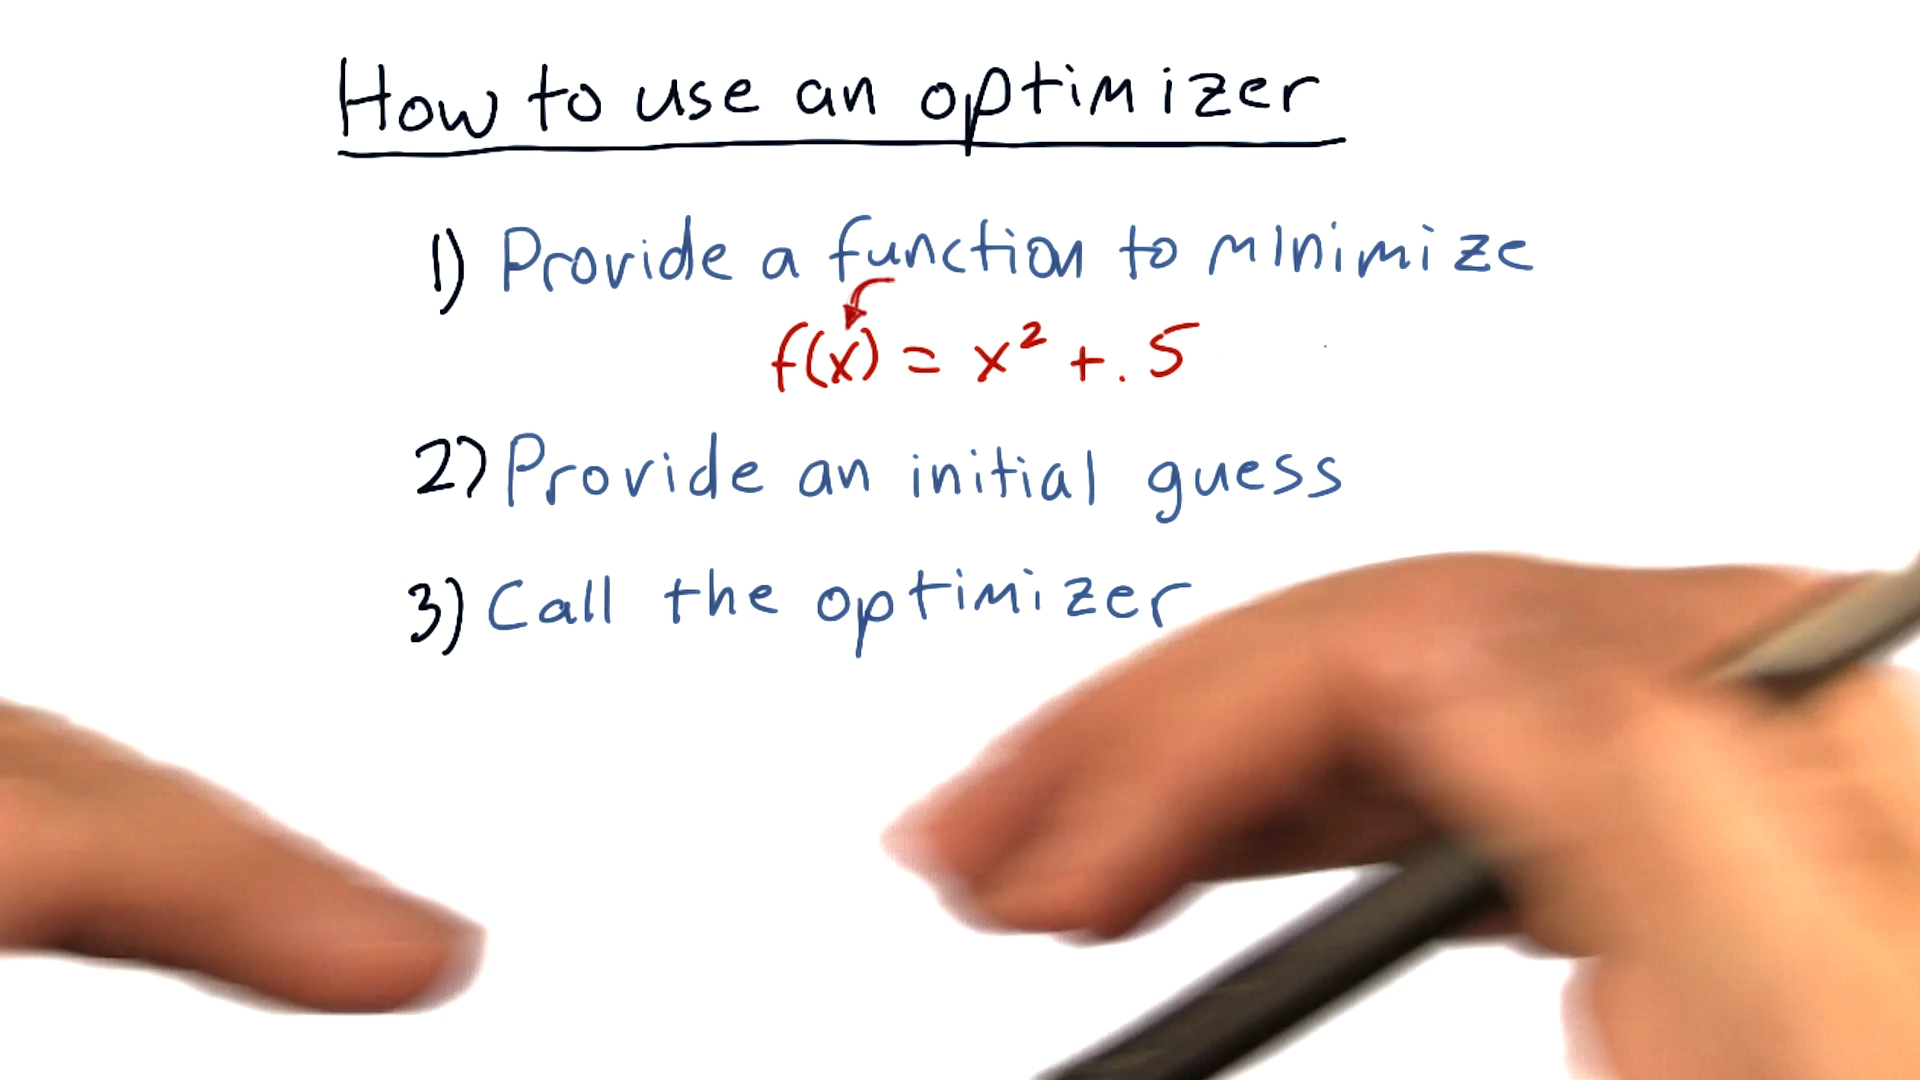 How to use an optimizer
1) Provide a function to minimize
f(x) = x² + .5
2) Provide an initial guess
3) Call the optimizer